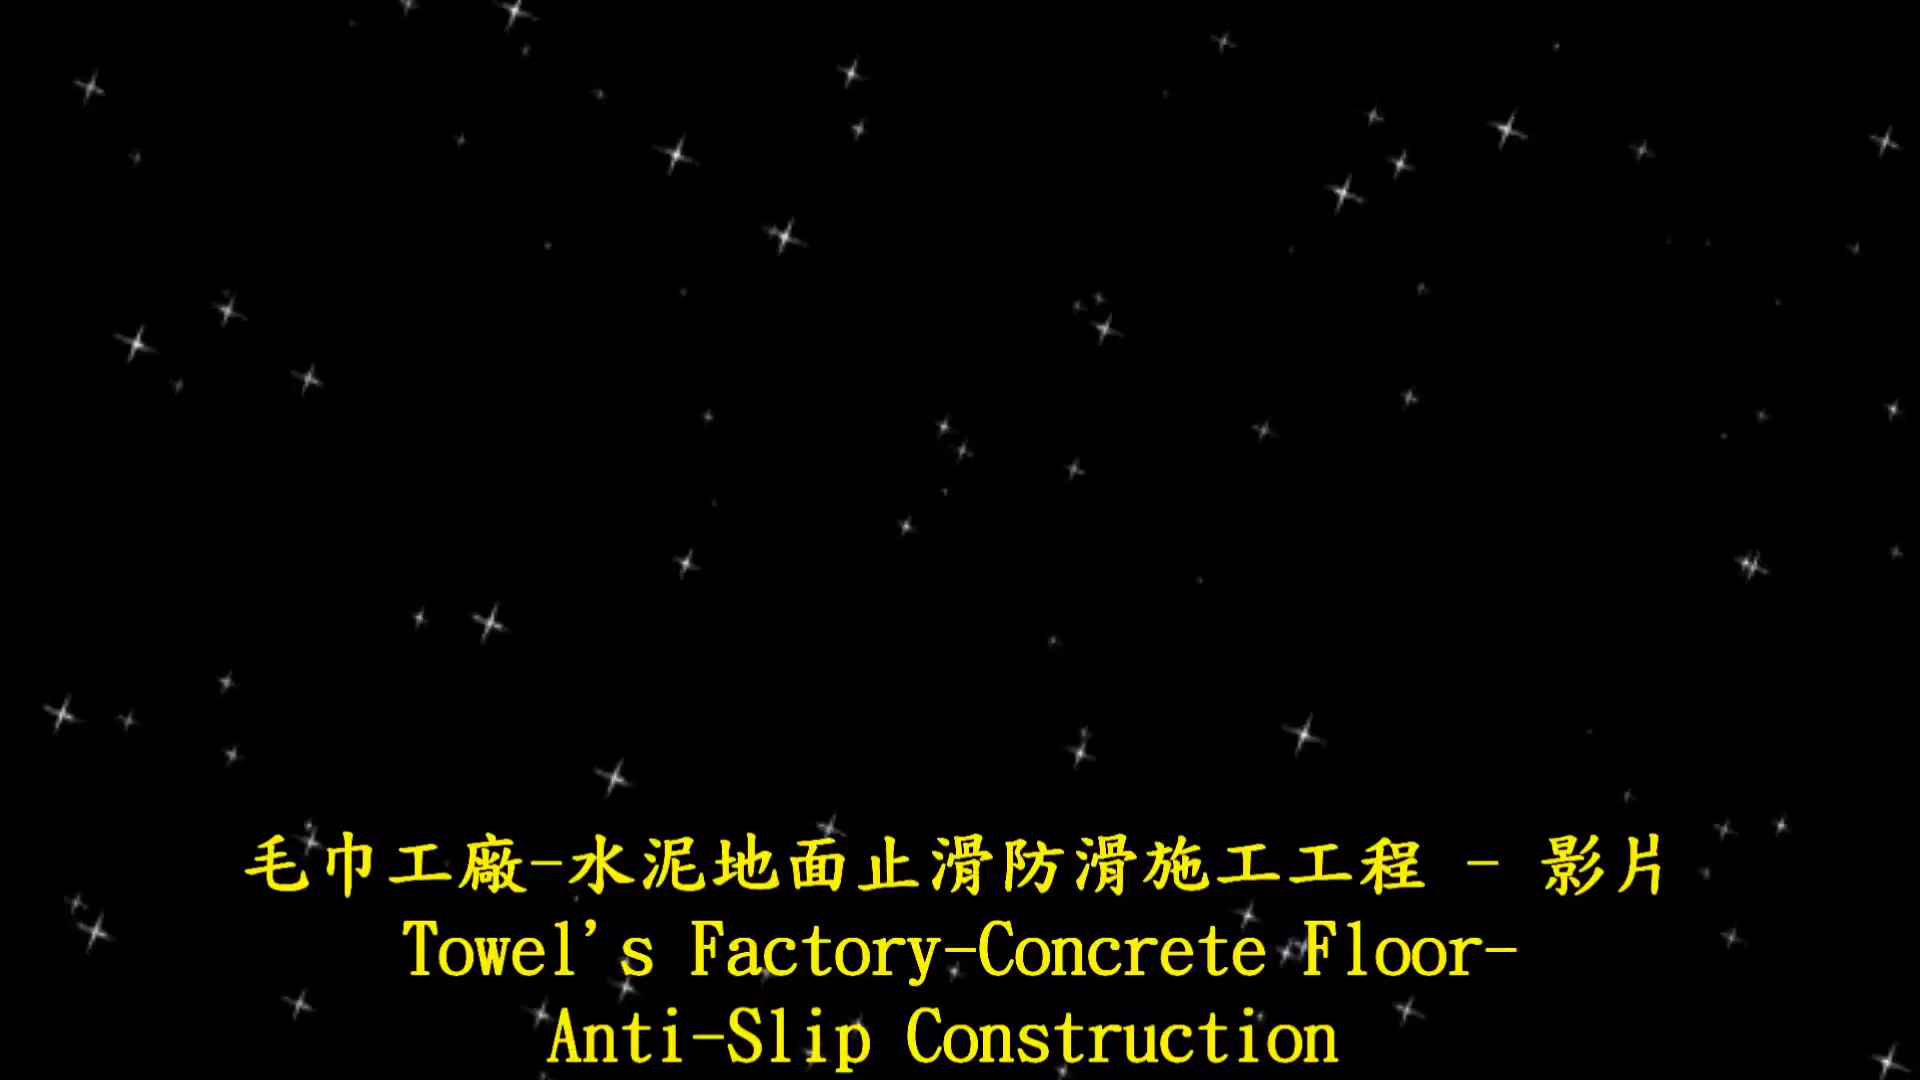 毛巾工廠-水泥地面止滑防滑施工工程 - 影片
Towel's Factory-Concrete Floor-
Anti-Slip Construction